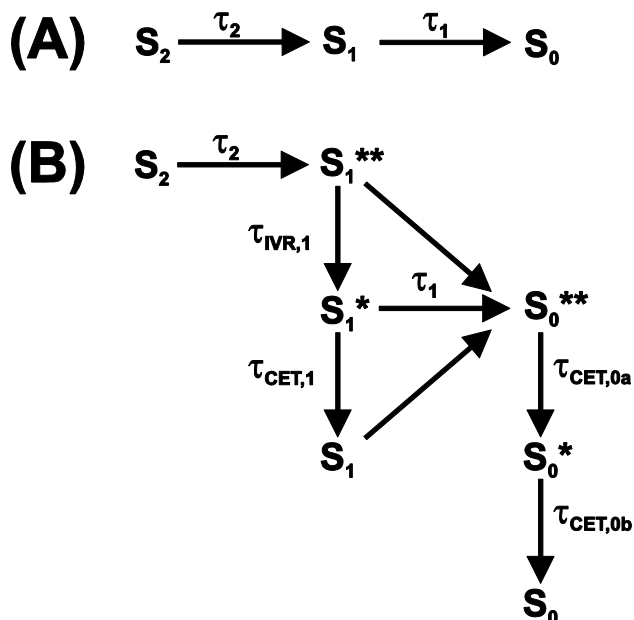 (A) S₂ τ₂ S₁ τ₁ S₀
(B) S₂ τ₂ S₁**
τIVR,1
S₁* τ₁ S₀**
τCET,1 τCET,0a
S₁ S₀*
τCET,0b
S₀